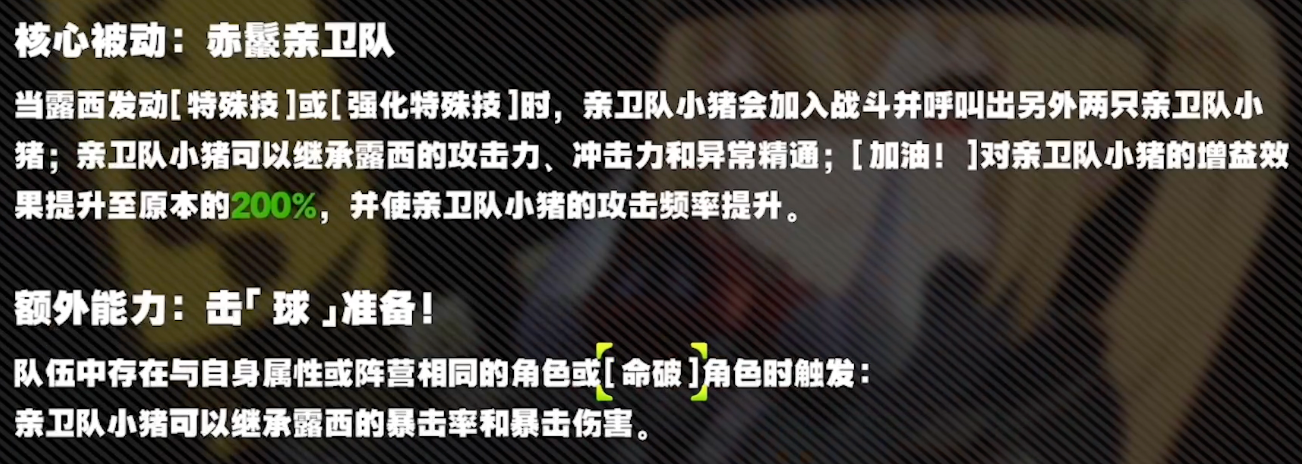 核心被动：赤鬃亲卫队
当露西发动[特殊技]或[强化特殊技]时，亲卫队小猪会加入战斗并呼叫出另外两只亲卫队小
猪；亲卫队小猪可以继承露西的攻击力、冲击力和异常精通；[加油！]对亲卫队小猪的增益效
果提升至原本的200%，并使亲卫队小猪的攻击频率提升。
额外能力：击「球」准备！
队伍中存在与自身属性或阵营相同的角色或[命破]角色时触发：
亲卫队小猪可以继承露西的暴击率和暴击伤害。